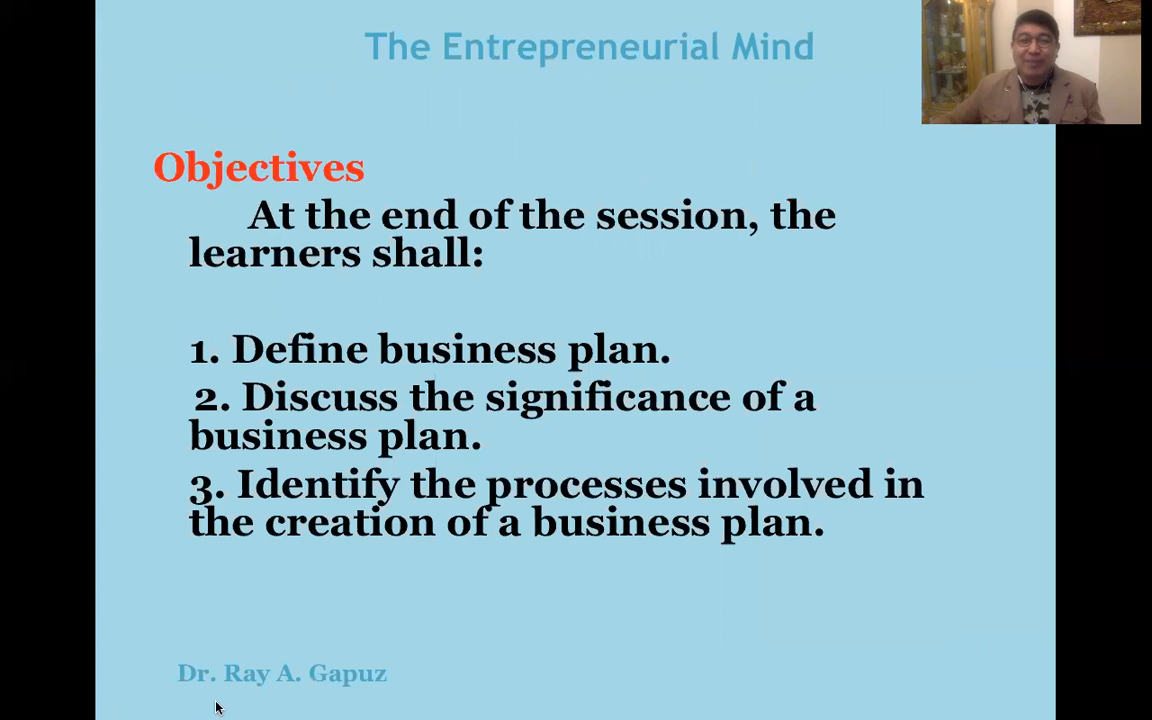 The Entrepreneurial Mind
Objectives
At the end of the session, the
learners shall:
1. Define business plan.
2. Discuss the significance of a
business plan.
3. Identify the processes involved in
the creation of a business plan.
Dr. Ray A. Gapuz